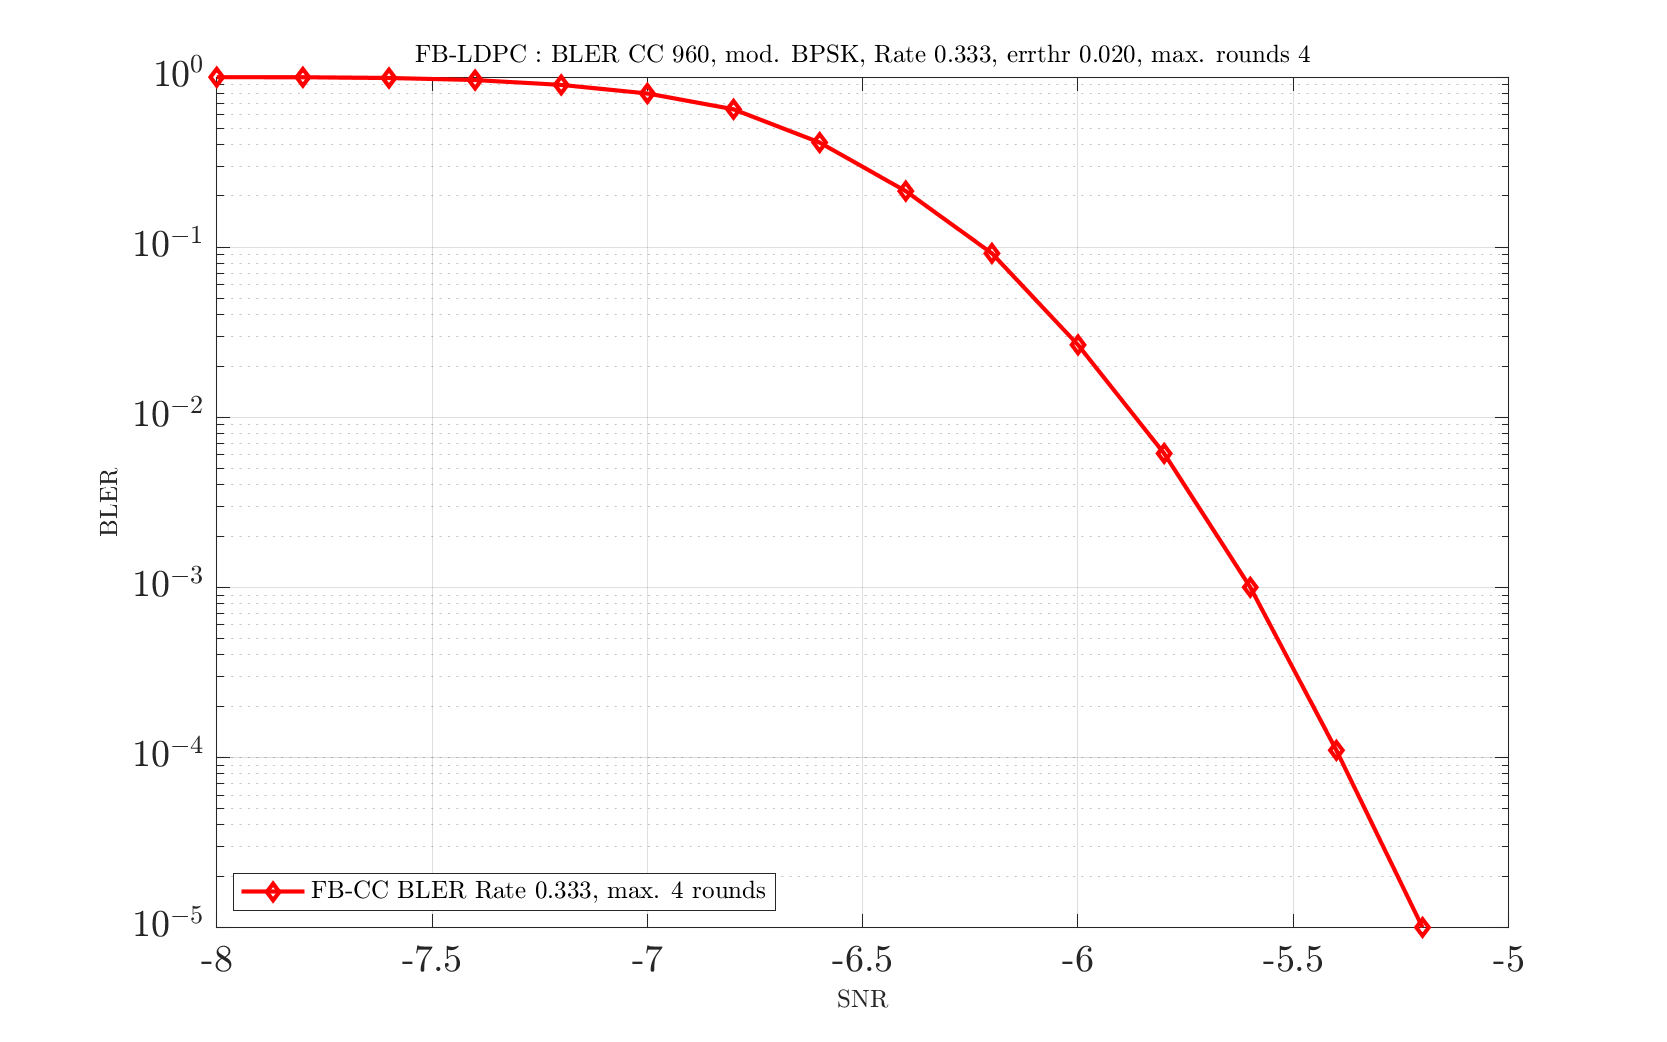 FB-LDPC : BLER CC 960, mod. BPSK, Rate 0.333, errthr 0.020, max. rounds 4
10^0
10^-1
10^-2
10^-3
10^-4
10^-5
BLER
FB-CC BLER Rate 0.333, max. 4 rounds
-8 -7.5 -7 -6.5 -6 -5.5 -5
SNR